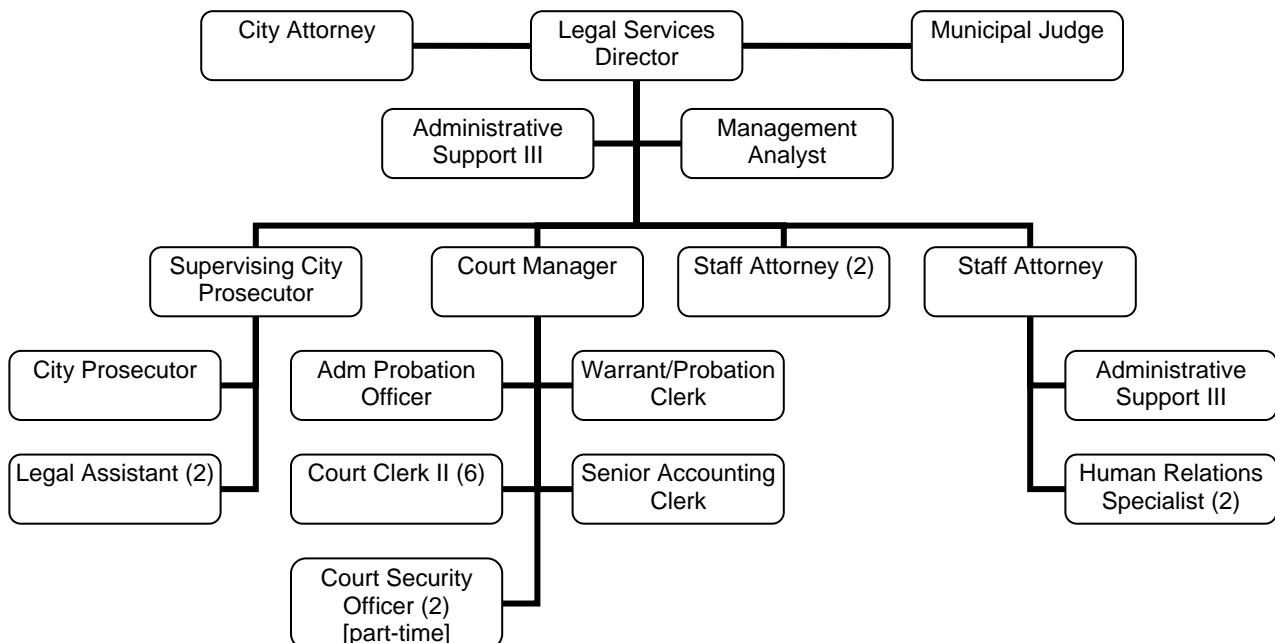 City Attorney
Legal Services
Director
Municipal Judge
Administrative
Support III
Management
Analyst
Supervising City
Prosecutor
Court Manager
Staff Attorney (2)
Staff Attorney
City Prosecutor
Adm Probation
Officer
Warrant/Probation
Clerk
Administrative
Support III
Legal Assistant (2)
Court Clerk II (6)
Senior Accounting
Clerk
Human Relations
Specialist (2)
Court Security
Officer (2)
[part-time]